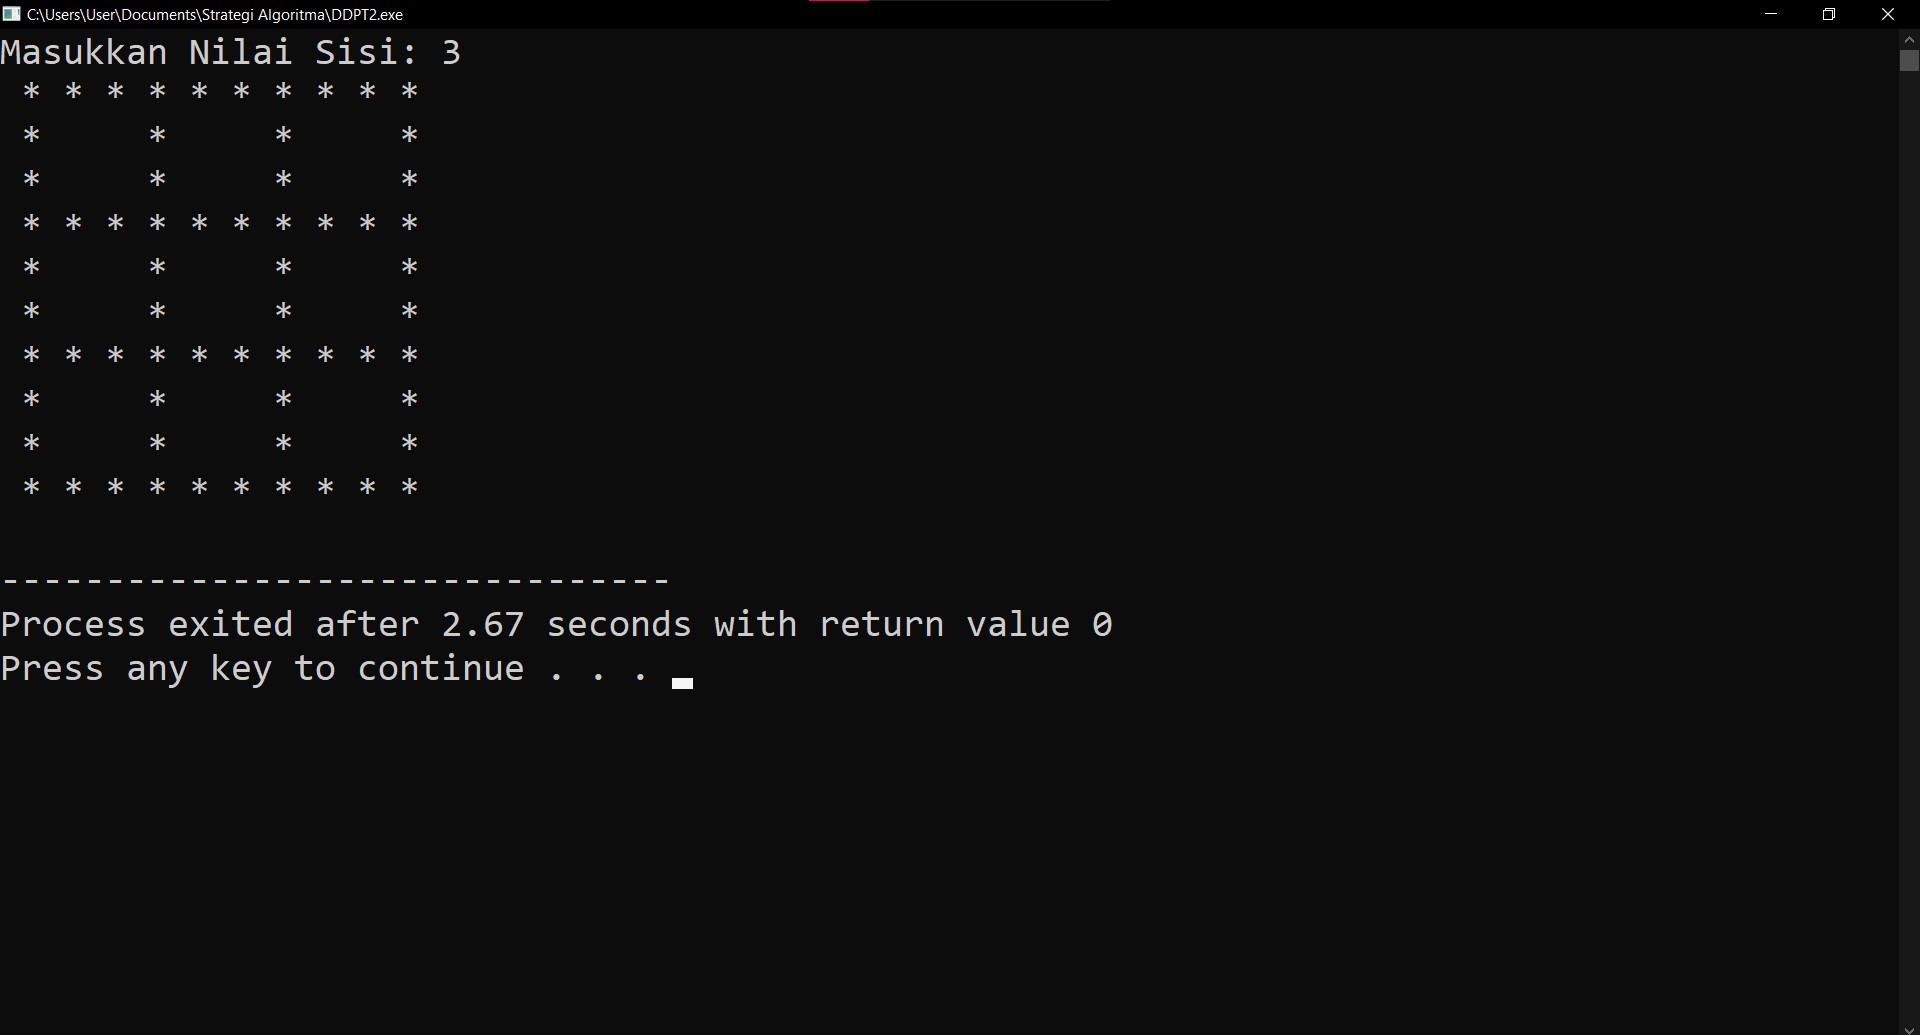 C:\Users\User\Documents\Strategi Algoritma\DDPT2.exe
Masukkan Nilai Sisi: 3
 * * * * * * * * * *
 *     *     *     *
 *     *     *     *
 * * * * * * * * * *
 *     *     *     *
 *     *     *     *
 * * * * * * * * * *
 *     *     *     *
 *     *     *     *
 * * * * * * * * * *
--------------------------------
Process exited after 2.67 seconds with return value 0
Press any key to continue . . .